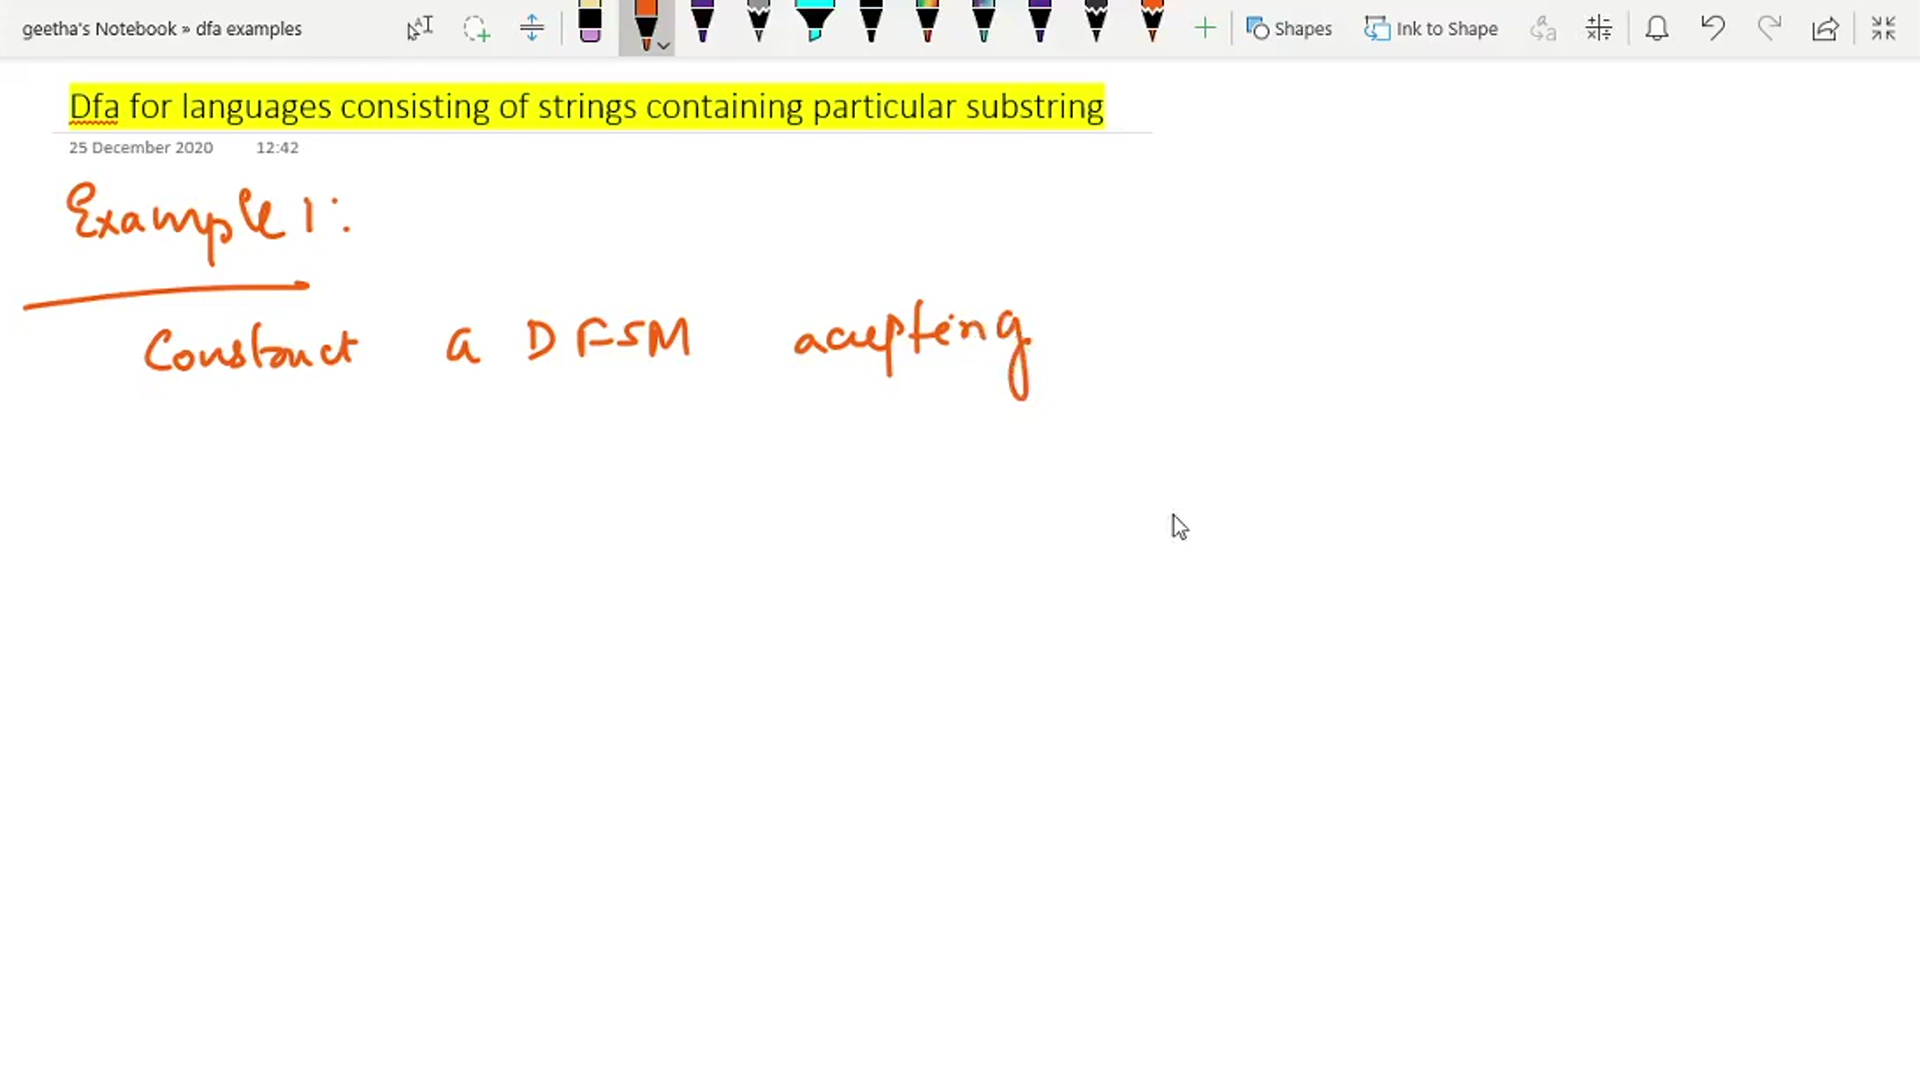 geetha's Notebook » dfa examples
Shapes
Ink to Shape
Dfa for languages consisting of strings containing particular substring
25 December 2020 12:42
Example 1:
Construct a DFSM accepting